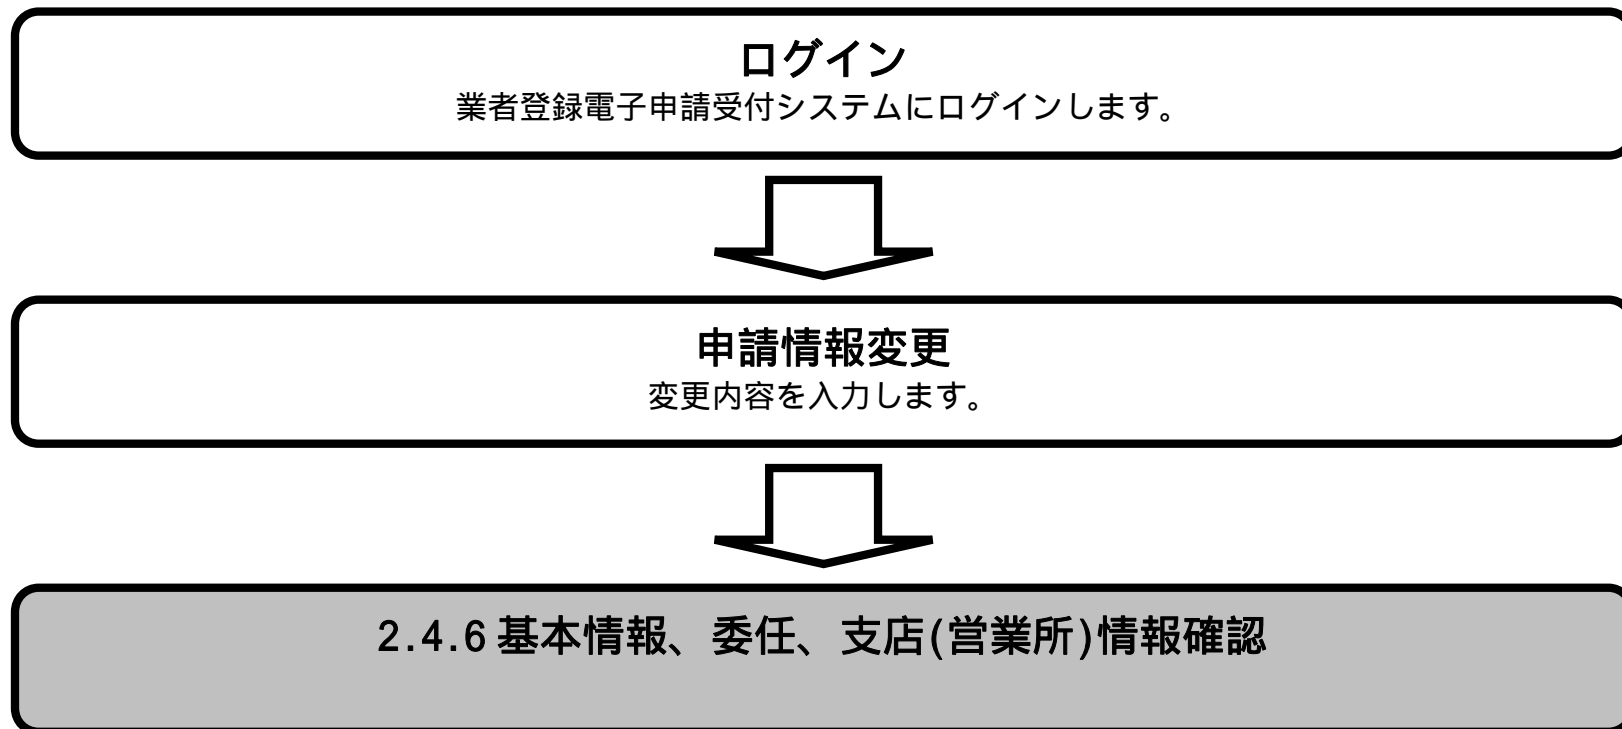 ログイン
業者登録電子申請受付システムにログインします。
申請情報変更
変更内容を入力します。
2.4.6 基本情報、委任、支店(営業所)情報確認